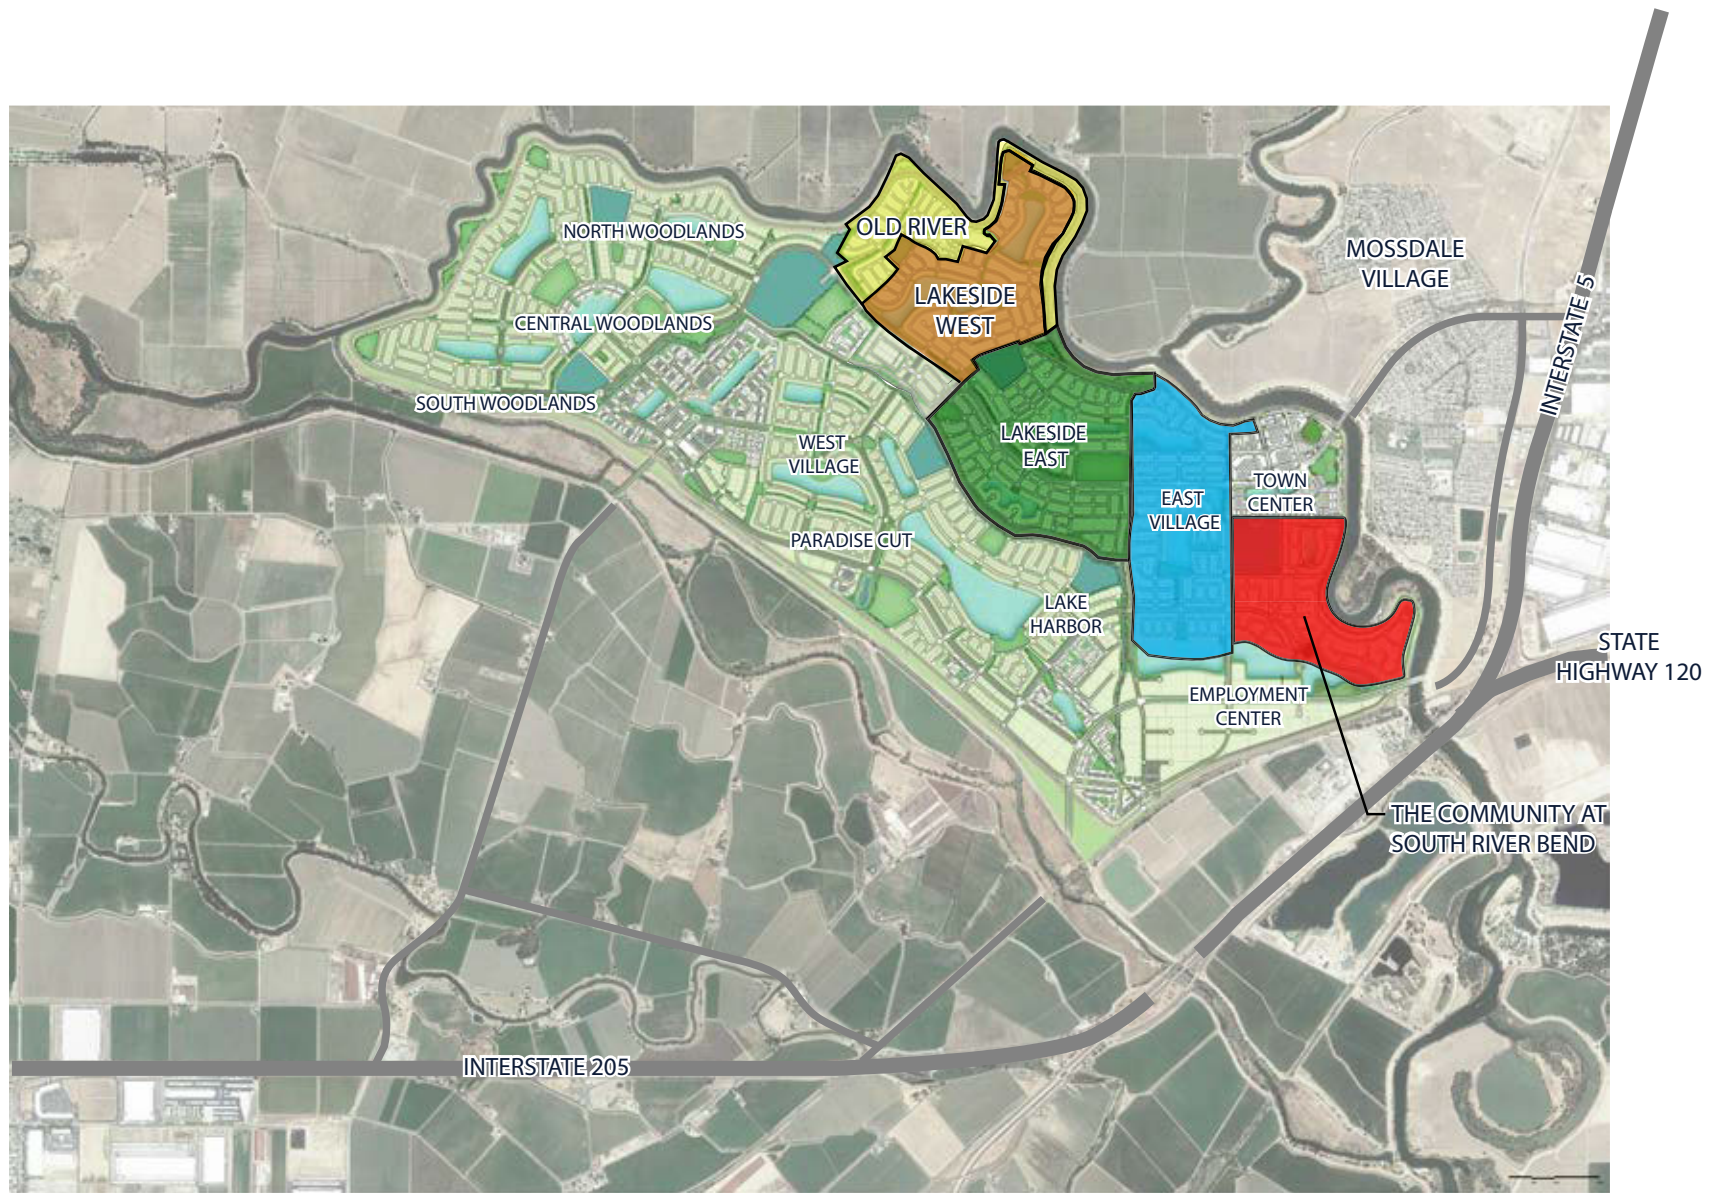 OLD RIVER
NORTH WOODLANDS
MOSSDALE
VILLAGE
LAKESIDE
WEST
CENTRAL WOODLANDS
INTERSTATE 5
SOUTH WOODLANDS
WEST
VILLAGE
LAKESIDE
EAST
EAST
VILLAGE
TOWN
CENTER
PARADISE CUT
LAKE
HARBOR
STATE
HIGHWAY 120
EMPLOYMENT
CENTER
THE COMMUNITY AT
SOUTH RIVER BEND
INTERSTATE 205